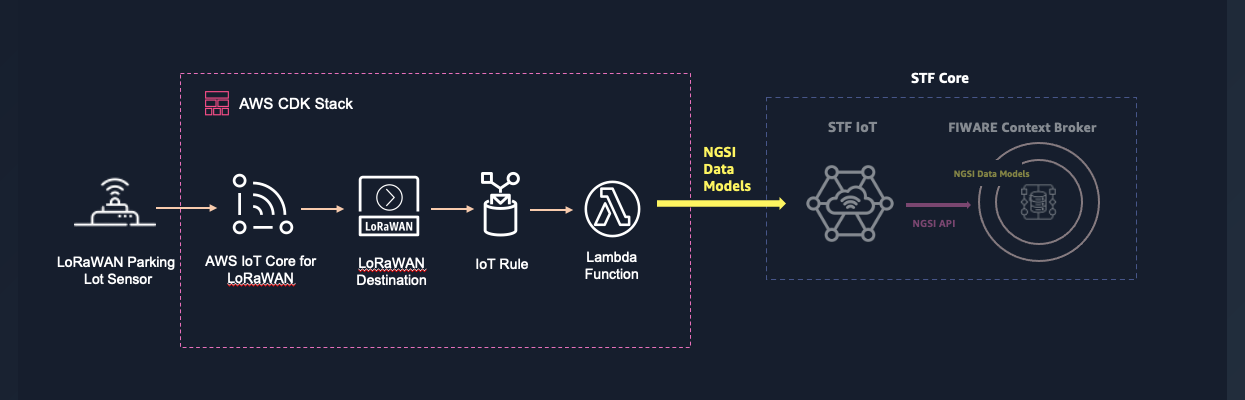 STF Core
AWS CDK Stack
STF IoT
FIWARE Context Broker
NGSI
Data
Models
NGSI Data Models
LoRaWAN
NGSI API
LoRaWAN Parking
Lot Sensor
AWS IoT Core for
LoRaWAN
LoRaWAN
Destination
IoT Rule
Lambda
Function